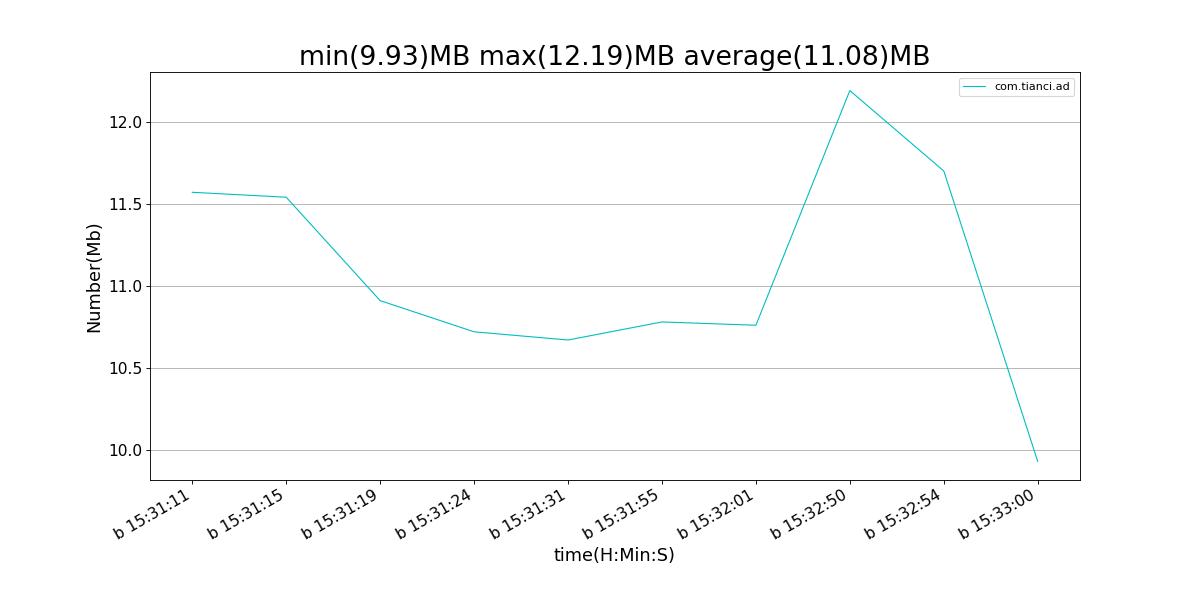 min(9.93)MB max(12.19)MB average(11.08)MB
com.tianci.ad
Number(Mb)
12.0
11.5
11.0
10.5
10.0
b 15:31:11
b 15:31:15
b 15:31:19
b 15:31:24
b 15:31:31
b 15:31:55
b 15:32:01
b 15:32:50
b 15:32:54
b 15:33:00
time(H:Min:S)